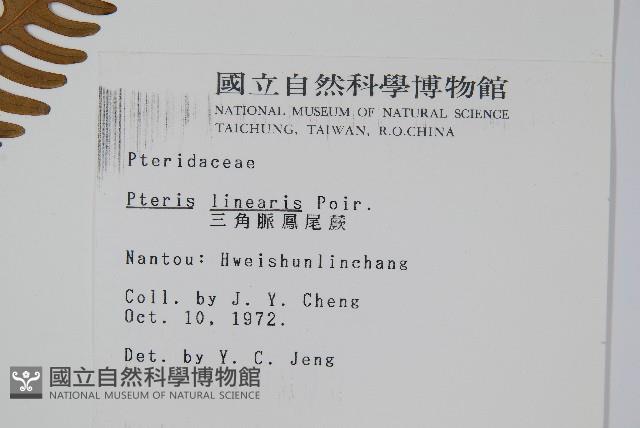 國立自然科學博物館
NATIONAL MUSEUM OF NATURAL SCIENCE
TAICHUNG, TAIWAN, R.O.CHINA
Pteridaceae
Pteris linearis Poir.
三角脈鳳尾蕨
Nantou: Hweishunlinchang
Coll. by J. Y. Cheng
Oct. 10, 1972.
Det. by Y. C. Jeng
國立自然科學博物館
NATIONAL MUSEUM OF NATURAL SCIENCE